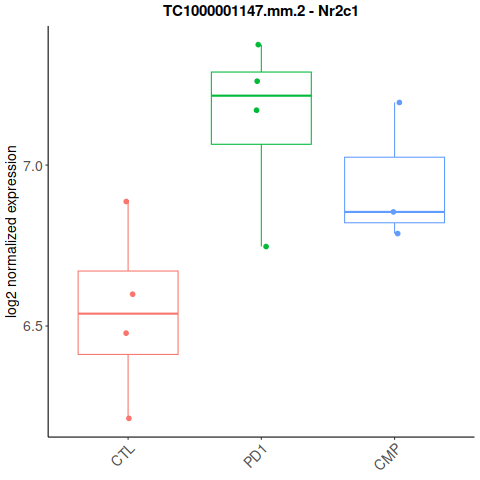 TC1000001147.mm.2 - Nr2c1
log2 normalized expression
7.0
6.5
CTL
PD1
CMP